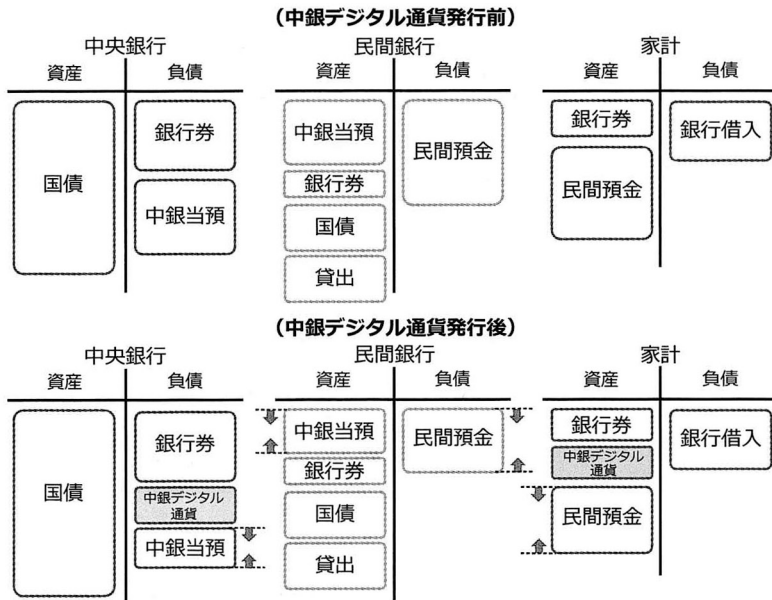 （中銀デジタル通貨発行前）
中央銀行
資産 負債
国債
銀行券
中銀当預
民間銀行
資産 負債
中銀当預
銀行券
国債
貸出
民間預金
家計
資産 負債
銀行券
民間預金
銀行借入
（中銀デジタル通貨発行後）
中央銀行
資産 負債
国債
銀行券
中銀デジタル
通貨
中銀当預
民間銀行
資産 負債
中銀当預
銀行券
国債
貸出
民間預金
家計
資産 負債
銀行券
中銀デジタル
通貨
民間預金
銀行借入